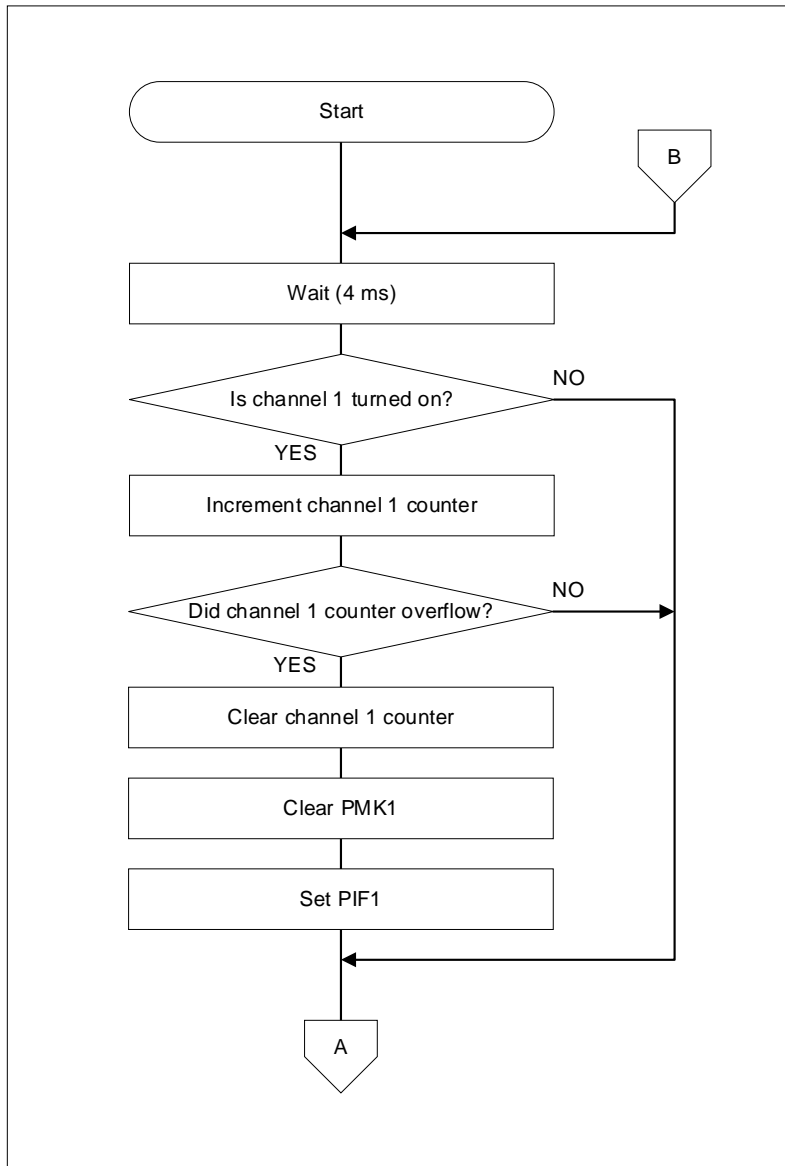 Start
B
Wait (4 ms)
Is channel 1 turned on?
NO
YES
Increment channel 1 counter
Did channel 1 counter overflow?
NO
YES
Clear channel 1 counter
Clear PMK1
Set PIF1
A